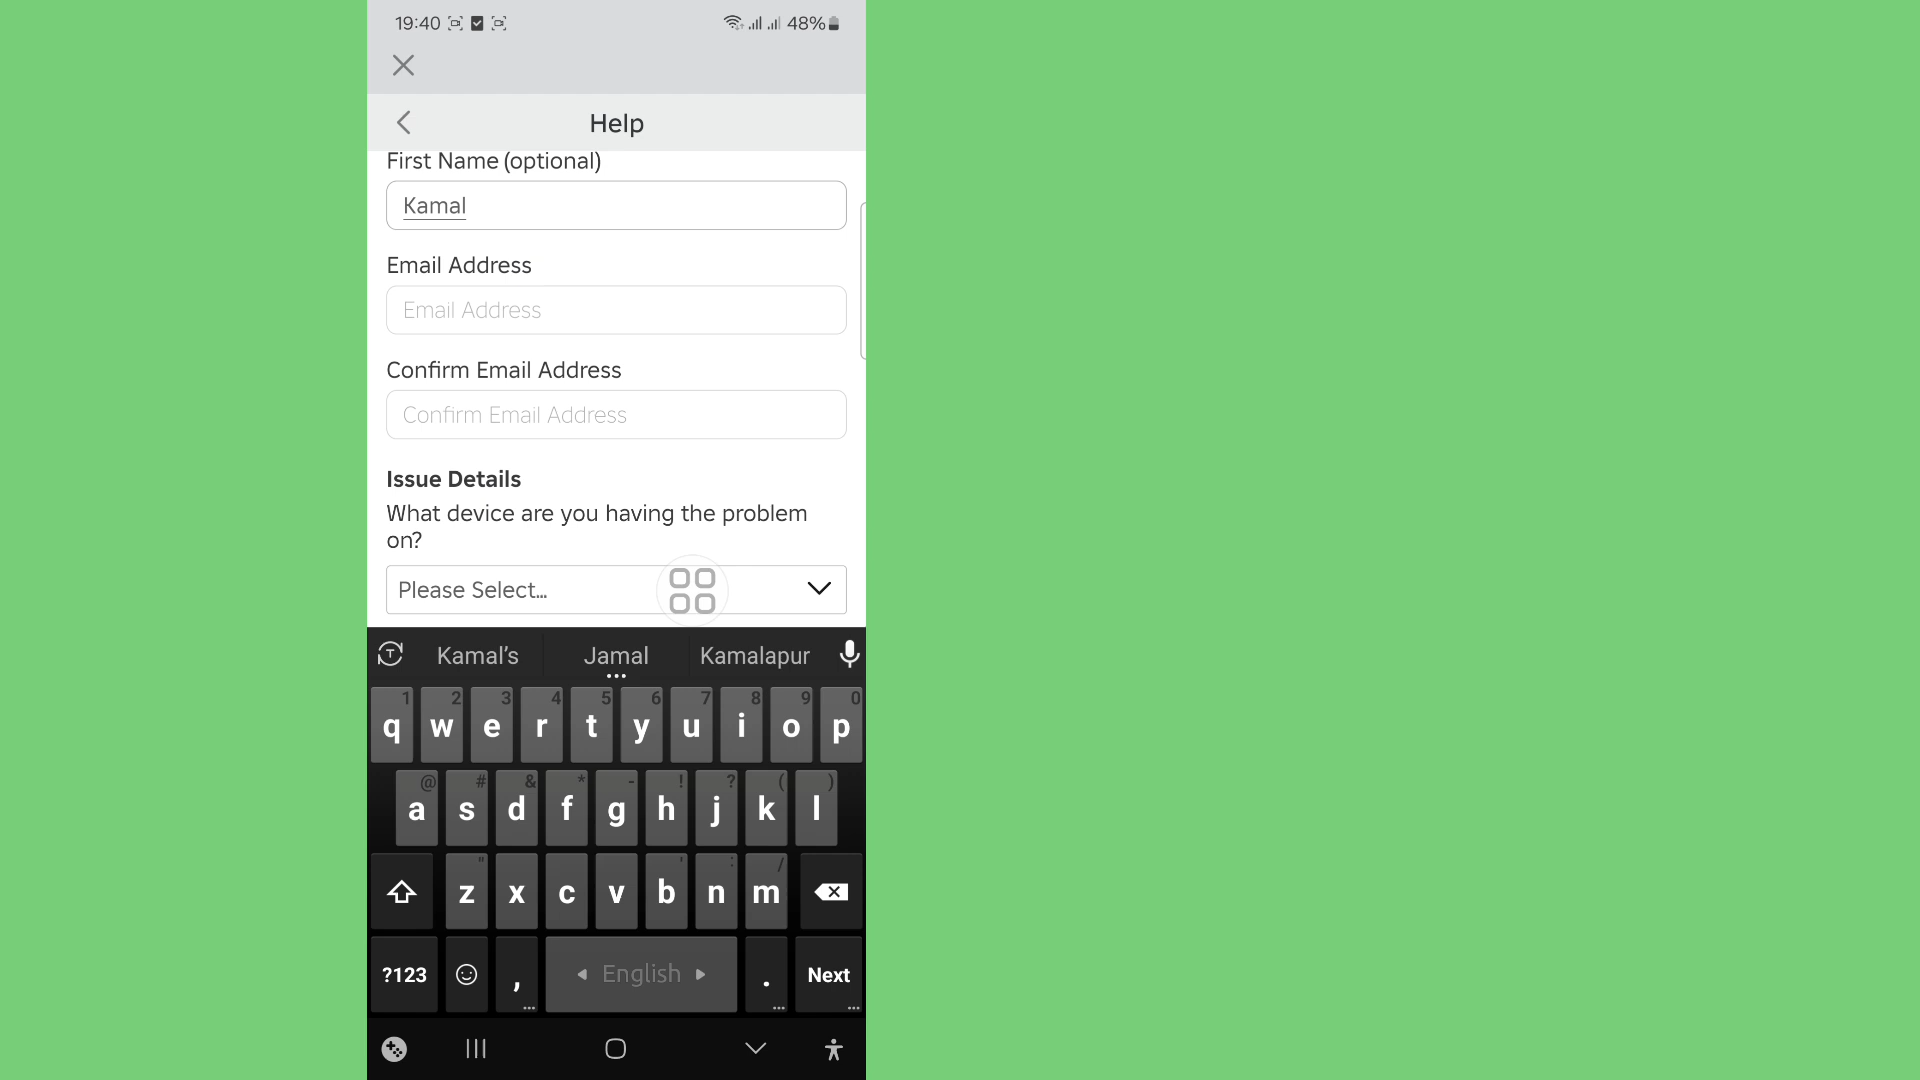 19:40
48%
Help
First Name (optional)
Kamal
Email Address
Email Address
Confirm Email Address
Confirm Email Address
Issue Details
What device are you having the problem
on?
Please Select...
T
Kamal's Jamal Kamalapur
1 2 3 4 5 6 7 8 9 0
q w e r t y u i o p
@ # & * - ! ? ( )
a s d f g h j k l
" ' : /
z x c v b n m
?123 , English . Next